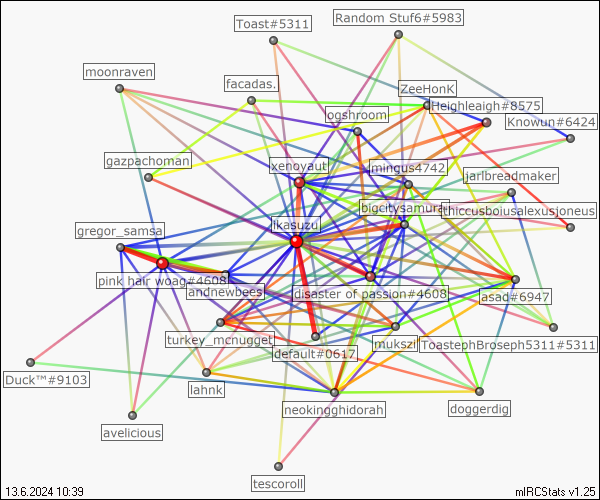 Random Stuf6#5983
Toast#5311
moonraven
facadas.
ZeeHonK
Heighleaigh#8575
ogshroom
Knowun#6424
gazpachoman
xenoyaut
mingus4742
jarlbreadmaker
bigcitysamurai
thiccusboiusalexusjoneus
gregor_samsa
ikasuzu
pink hair woag#4608
andnewbees
disaster of passion#4608
asad#6947
turkey_mcnugget
default#0617
mukszi
ToastephBroseph5311#5311
Duck™#9103
lahnk
neokingghidorah
doggerdig
avelicious
tescoroll
13.6.2024 10:39
mIRCStats v1.25